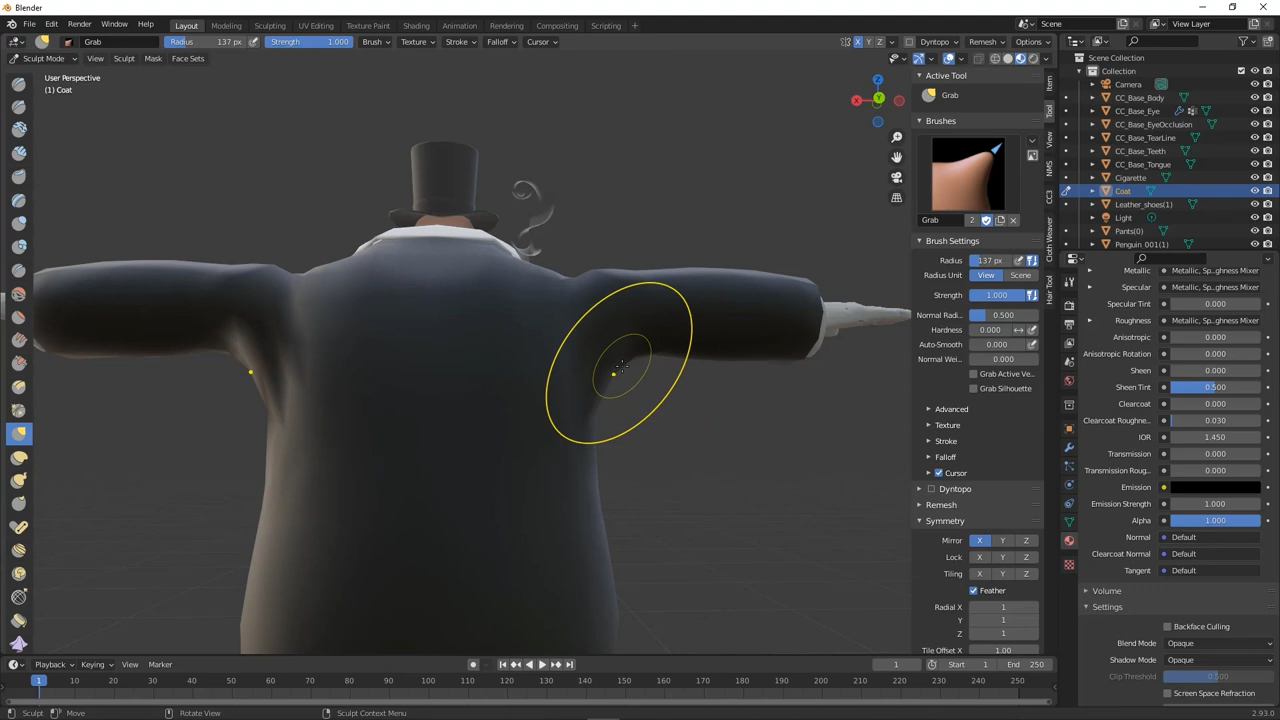 Blender
File Edit Render Window Help Layout Modeling Sculpting UV Editing Texture Paint Shading Animation Rendering Compositing Scripting Scene View Layer
Grab Radius 137 px Strength 1.000 Brush Texture Stroke Falloff Cursor X Y Z Dyntopo Remesh Options
Sculpt Mode View Sculpt Mask Face Sets
User Perspective
(1) Coat
X
Y
Z
Active Tool
Grab
Brushes
Grab 2
Brush Settings
Radius 137 px
Radius Unit View Scene
Strength 1.000
Normal Radi... 0.500
Hardness 0.000
Auto-Smooth 0.000
Normal Wei... 0.000
Grab Active Ve...
Grab Silhouette
Advanced
Texture
Stroke
Falloff
Cursor
Dyntopo
Remesh
Symmetry
Mirror X Y Z
Lock X Y Z
Tiling X Y Z
Feather
Radial X 1
Y 1
Z 1
Tile Offset X 1.00
Item
Tool
View
NMS
CC3
Cloth Weaver
Hair Tool
Scene Collection
Collection
Camera
CC_Base_Body
CC_Base_Eye
CC_Base_EyeOcclusion
CC_Base_TearLine
CC_Base_Teeth
CC_Base_Tongue
Cigarette
Coat
Leather_shoes(1)
Light
Pants(0)
Penguin_001(1)
Metallic Metallic, Sp...ghness Mixer
Specular Metallic, Sp...ghness Mixer
Specular Tint 0.000
Roughness Metallic, Sp...ghness Mixer
Anisotropic 0.000
Anisotropic Rotation 0.000
Sheen 0.000
Sheen Tint 0.500
Clearcoat 0.000
Clearcoat Roughne... 0.030
IOR 1.450
Transmission 0.000
Transmission Roug... 0.000
Emission
Emission Strength 1.000
Alpha 1.000
Normal Default
Clearcoat Normal Default
Tangent Default
Volume
Settings
Backface Culling
Blend Mode Opaque
Shadow Mode Opaque
Clip Threshold 0.500
Screen Space Refraction
Playback Keying View Marker 1 Start 1 End 250
1 10 20 30 40 50 60 70 80 90 100 110 120 130 140 150 160 170 180 190 200 210 220 230 240 250
Sculpt Move Rotate View Sculpt Context Menu 2.93.0